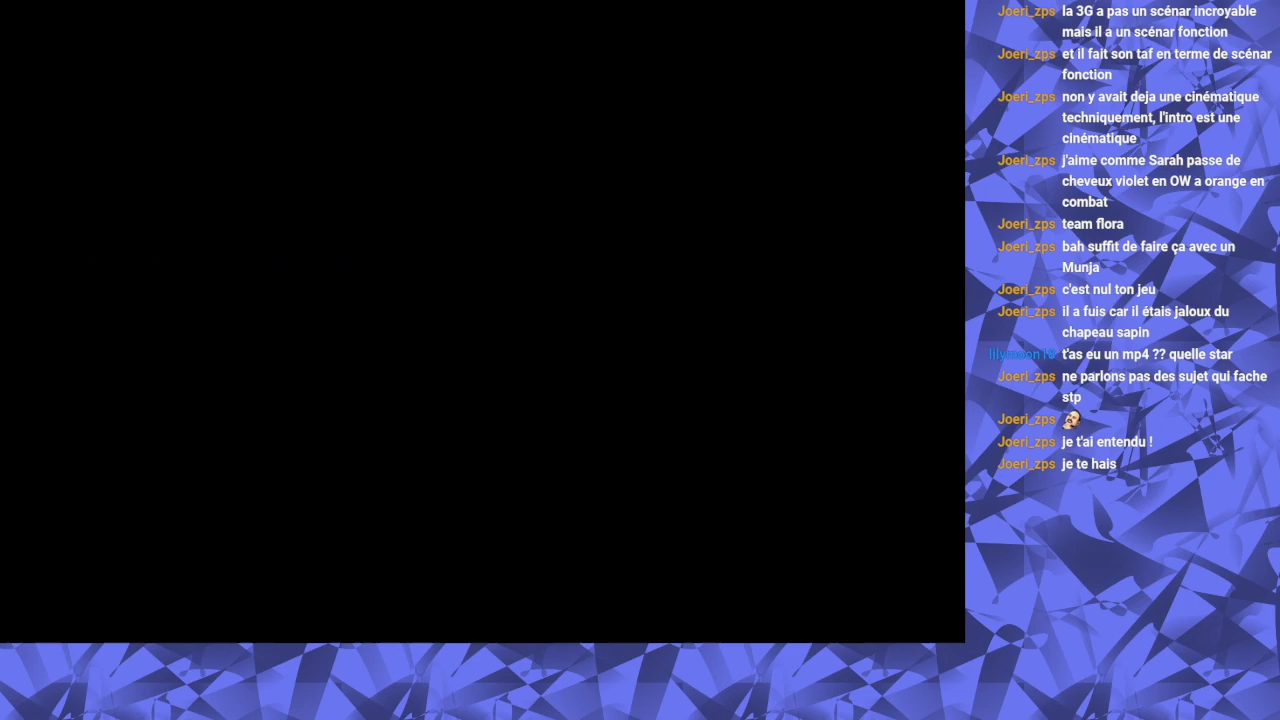 Joeri_zps la 3G a pas un scénar incroyable
mais il a un scénar fonction
Joeri_zps et il fait son taf en terme de scénar
fonction
Joeri_zps non y avait deja une cinématique
techniquement, l'intro est une
cinématique
Joeri_zps j'aime comme Sarah passe de
cheveux violet en OW a orange en
combat
Joeri_zps team flora
Joeri_zps bah suffit de faire ça avec un
Munja
Joeri_zps c'est nul ton jeu
Joeri_zps il a fuis car il étais jaloux du
chapeau sapin
t'as eu un mp4 ?? quelle star
Joeri_zps ne parlons pas des sujet qui fache
stp
Joeri_zps
Joeri_zps je t'ai entendu !
Joeri_zps je te hais